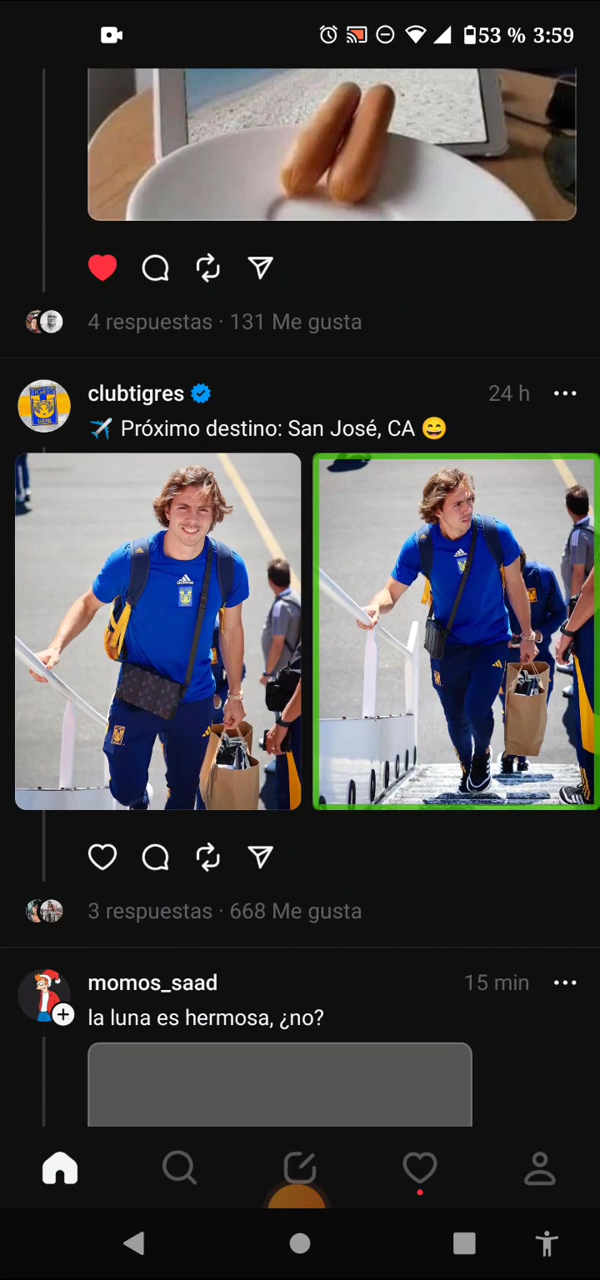 53 % 3:59
4 respuestas · 131 Me gusta
clubtigres 24 h
✈️ Próximo destino: San José, CA 😄
3 respuestas · 668 Me gusta
momos_saad 15 min
la luna es hermosa, ¿no?